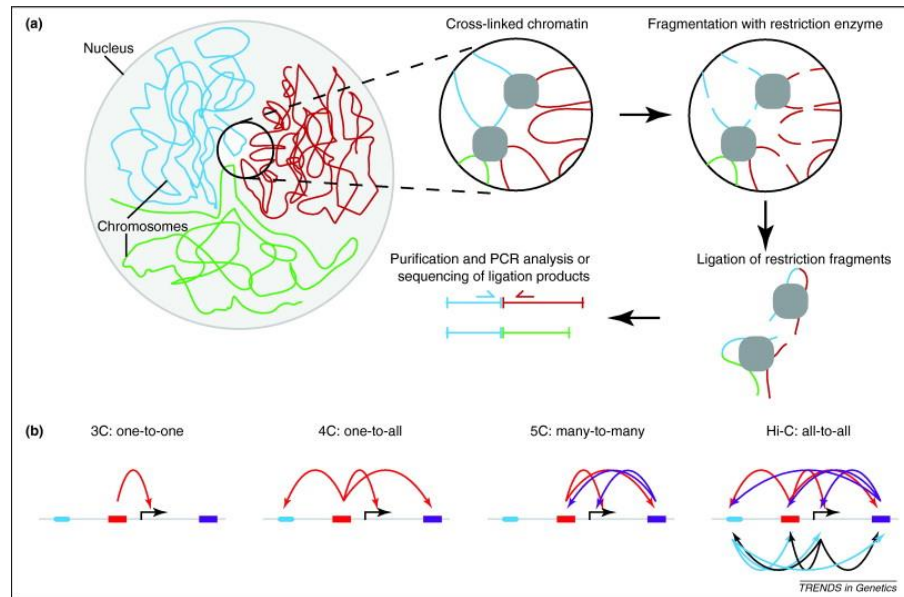 (a)
Nucleus
Chromosomes
Cross-linked chromatin
Fragmentation with restriction enzyme
Ligation of restriction fragments
Purification and PCR analysis or
sequencing of ligation products
(b)
3C: one-to-one
4C: one-to-all
5C: many-to-many
Hi-C: all-to-all
TRENDS in Genetics